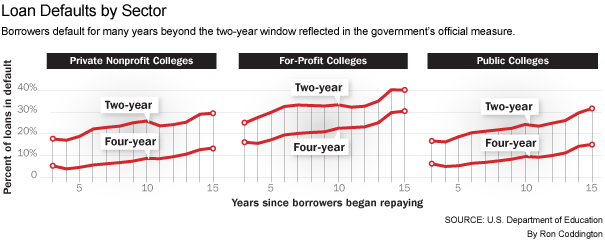 Loan Defaults by Sector
Borrowers default for many years beyond the two-year window reflected in the government's official measure.
Private Nonprofit Colleges
For-Profit Colleges
Public Colleges
Percent of loans in default
40%
30%
20%
10%
0
Two-year
Four-year
Two-year
Four-year
Two-year
Four-year
5 10 15 5 10 15 5 10 15
Years since borrowers began repaying
SOURCE: U.S. Department of Education
By Ron Coddington